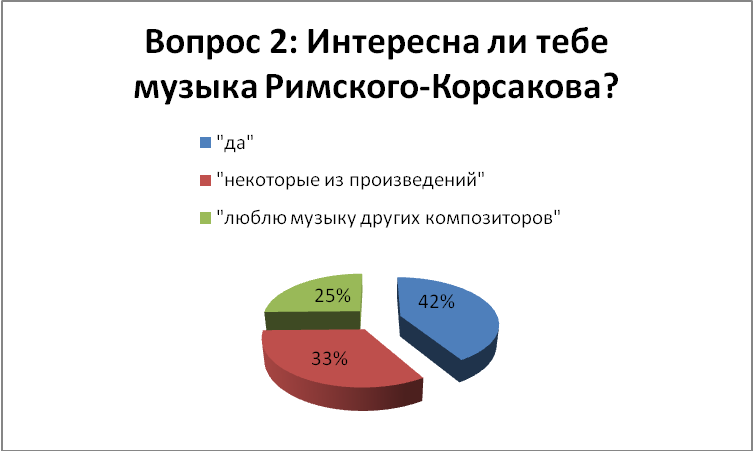 Вопрос 2: Интересна ли тебе
музыка Римского-Корсакова?
"да"
"некоторые из произведений"
"люблю музыку других композиторов"
25%
42%
33%